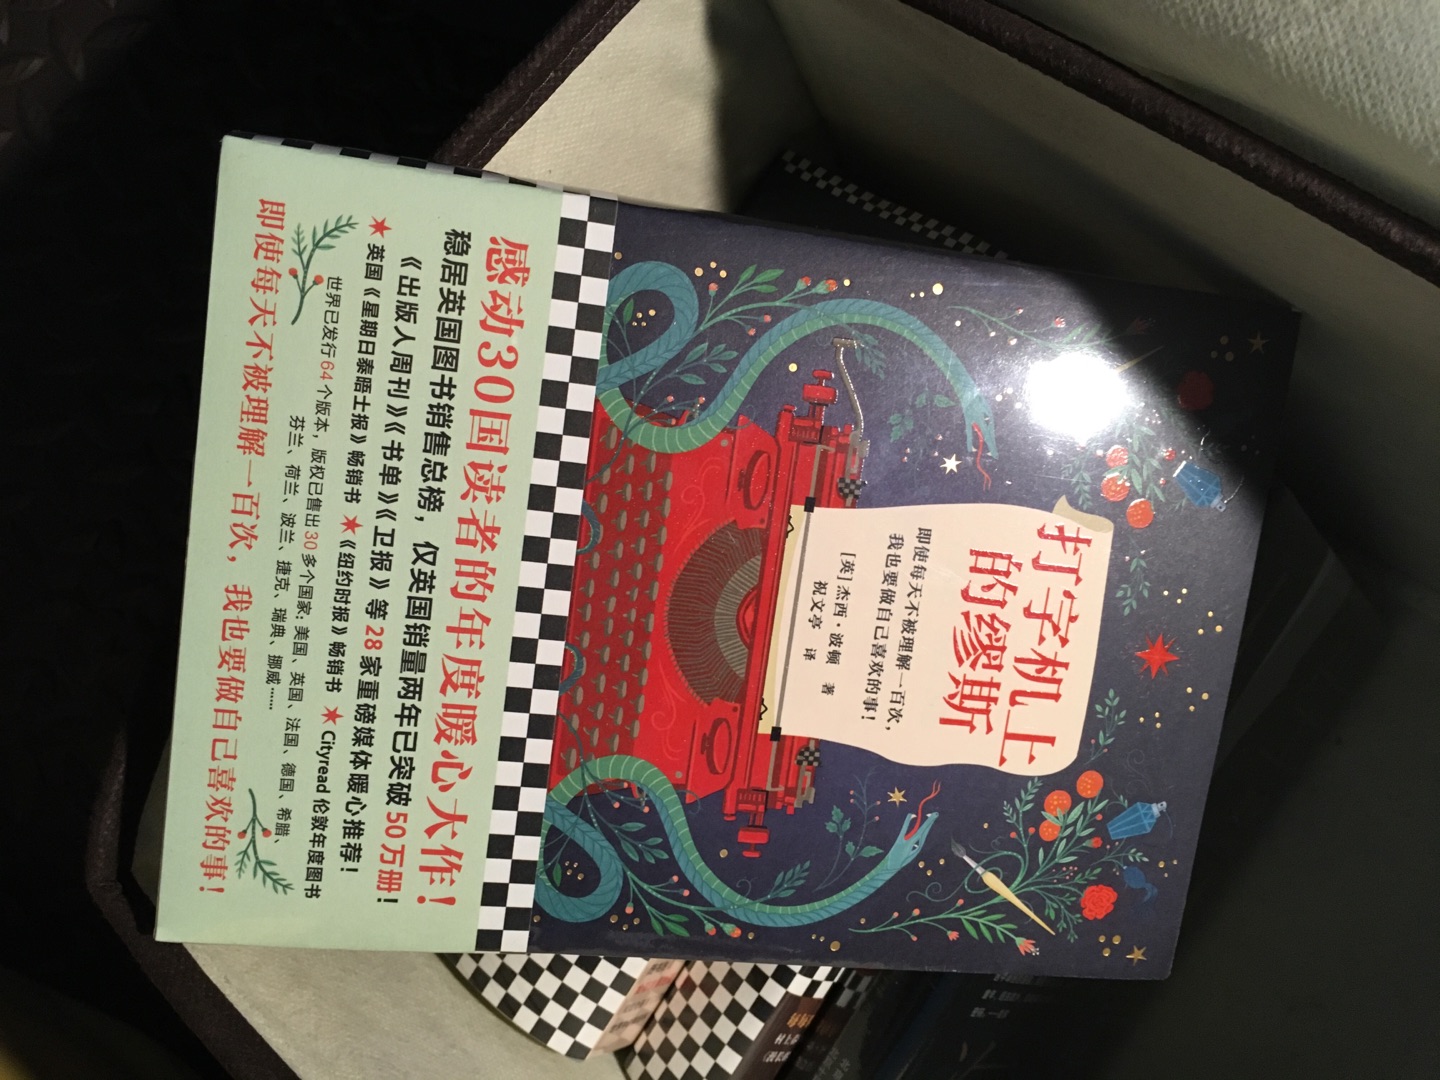 打字机上
的缪斯
即使每天不被理解一百次，
我也要做自己喜欢的事！
[英] 杰西·波顿 著
祝文亭 译
感动30国读者的年度暖心大作！
稳居英国图书销售总榜，仅英国销量两年已突破50万册！
《出版人周刊》《书单》《卫报》等28家重磅媒体暖心推荐！
★英国《星期日泰晤士报》畅销书 ★《纽约时报》畅销书 ★Cityread 伦敦年度图书
世界已发行64个版本，版权已售出30多个国家：美国、英国、法国、德国、希腊、
芬兰、荷兰、波兰、捷克、瑞典、挪威……
即使每天不被理解一百次，我也要做自己喜欢的事！